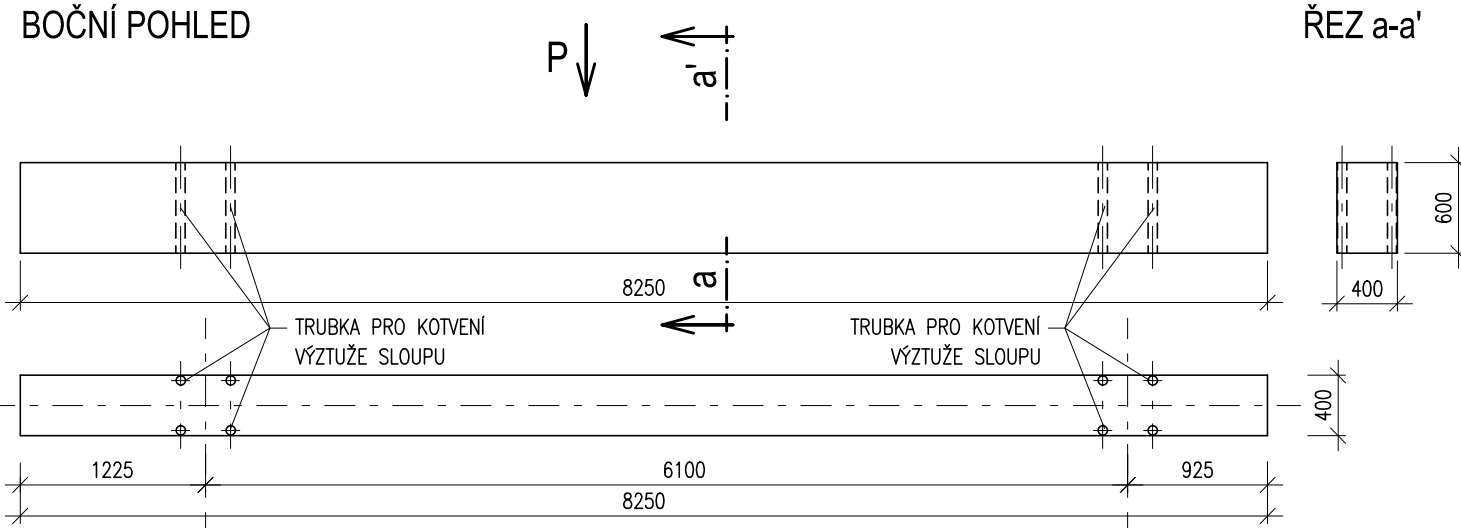 BOČNÍ POHLED
ŘEZ a-a'
P
a'
600
a
8250
400
TRUBKA PRO KOTVENÍ
VÝZTUŽE SLOUPU
TRUBKA PRO KOTVENÍ
VÝZTUŽE SLOUPU
400
1225
6100
925
8250